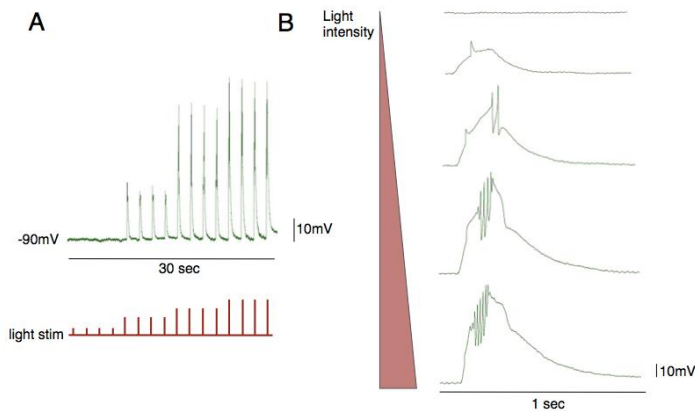 A
B
Light
intensity
-90mV
10mV
30 sec
light stim
10mV
1 sec